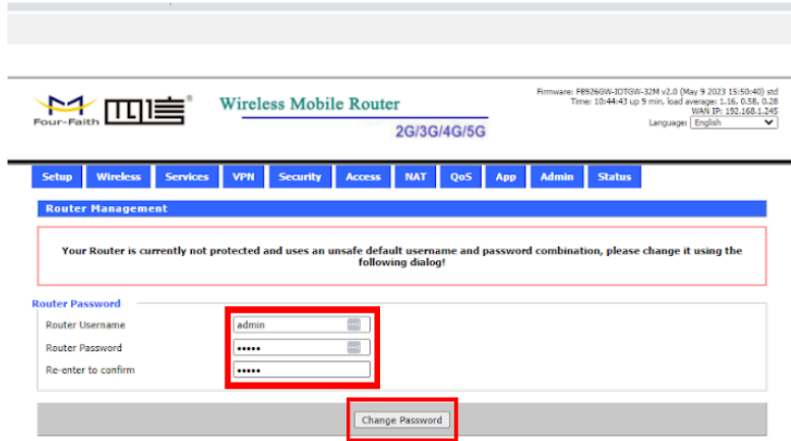 Four-Faith 四信®
Wireless Mobile Router
2G/3G/4G/5G
Firmware: F8926GW-IOTGW-32M v2.0 (May 9 2023 15:50:40) std
Time: 10:44:43 up 9 min, load average: 1.16, 0.58, 0.28
WAN IP: 192.168.1.245
Language: English
Setup Wireless Services VPN Security Access NAT QoS App Admin Status
Router Management
Your Router is currently not protected and uses an unsafe default username and password combination, please change it using the
following dialog!
Router Password
Router Username admin
Router Password •••••
Re-enter to confirm •••••
Change Password